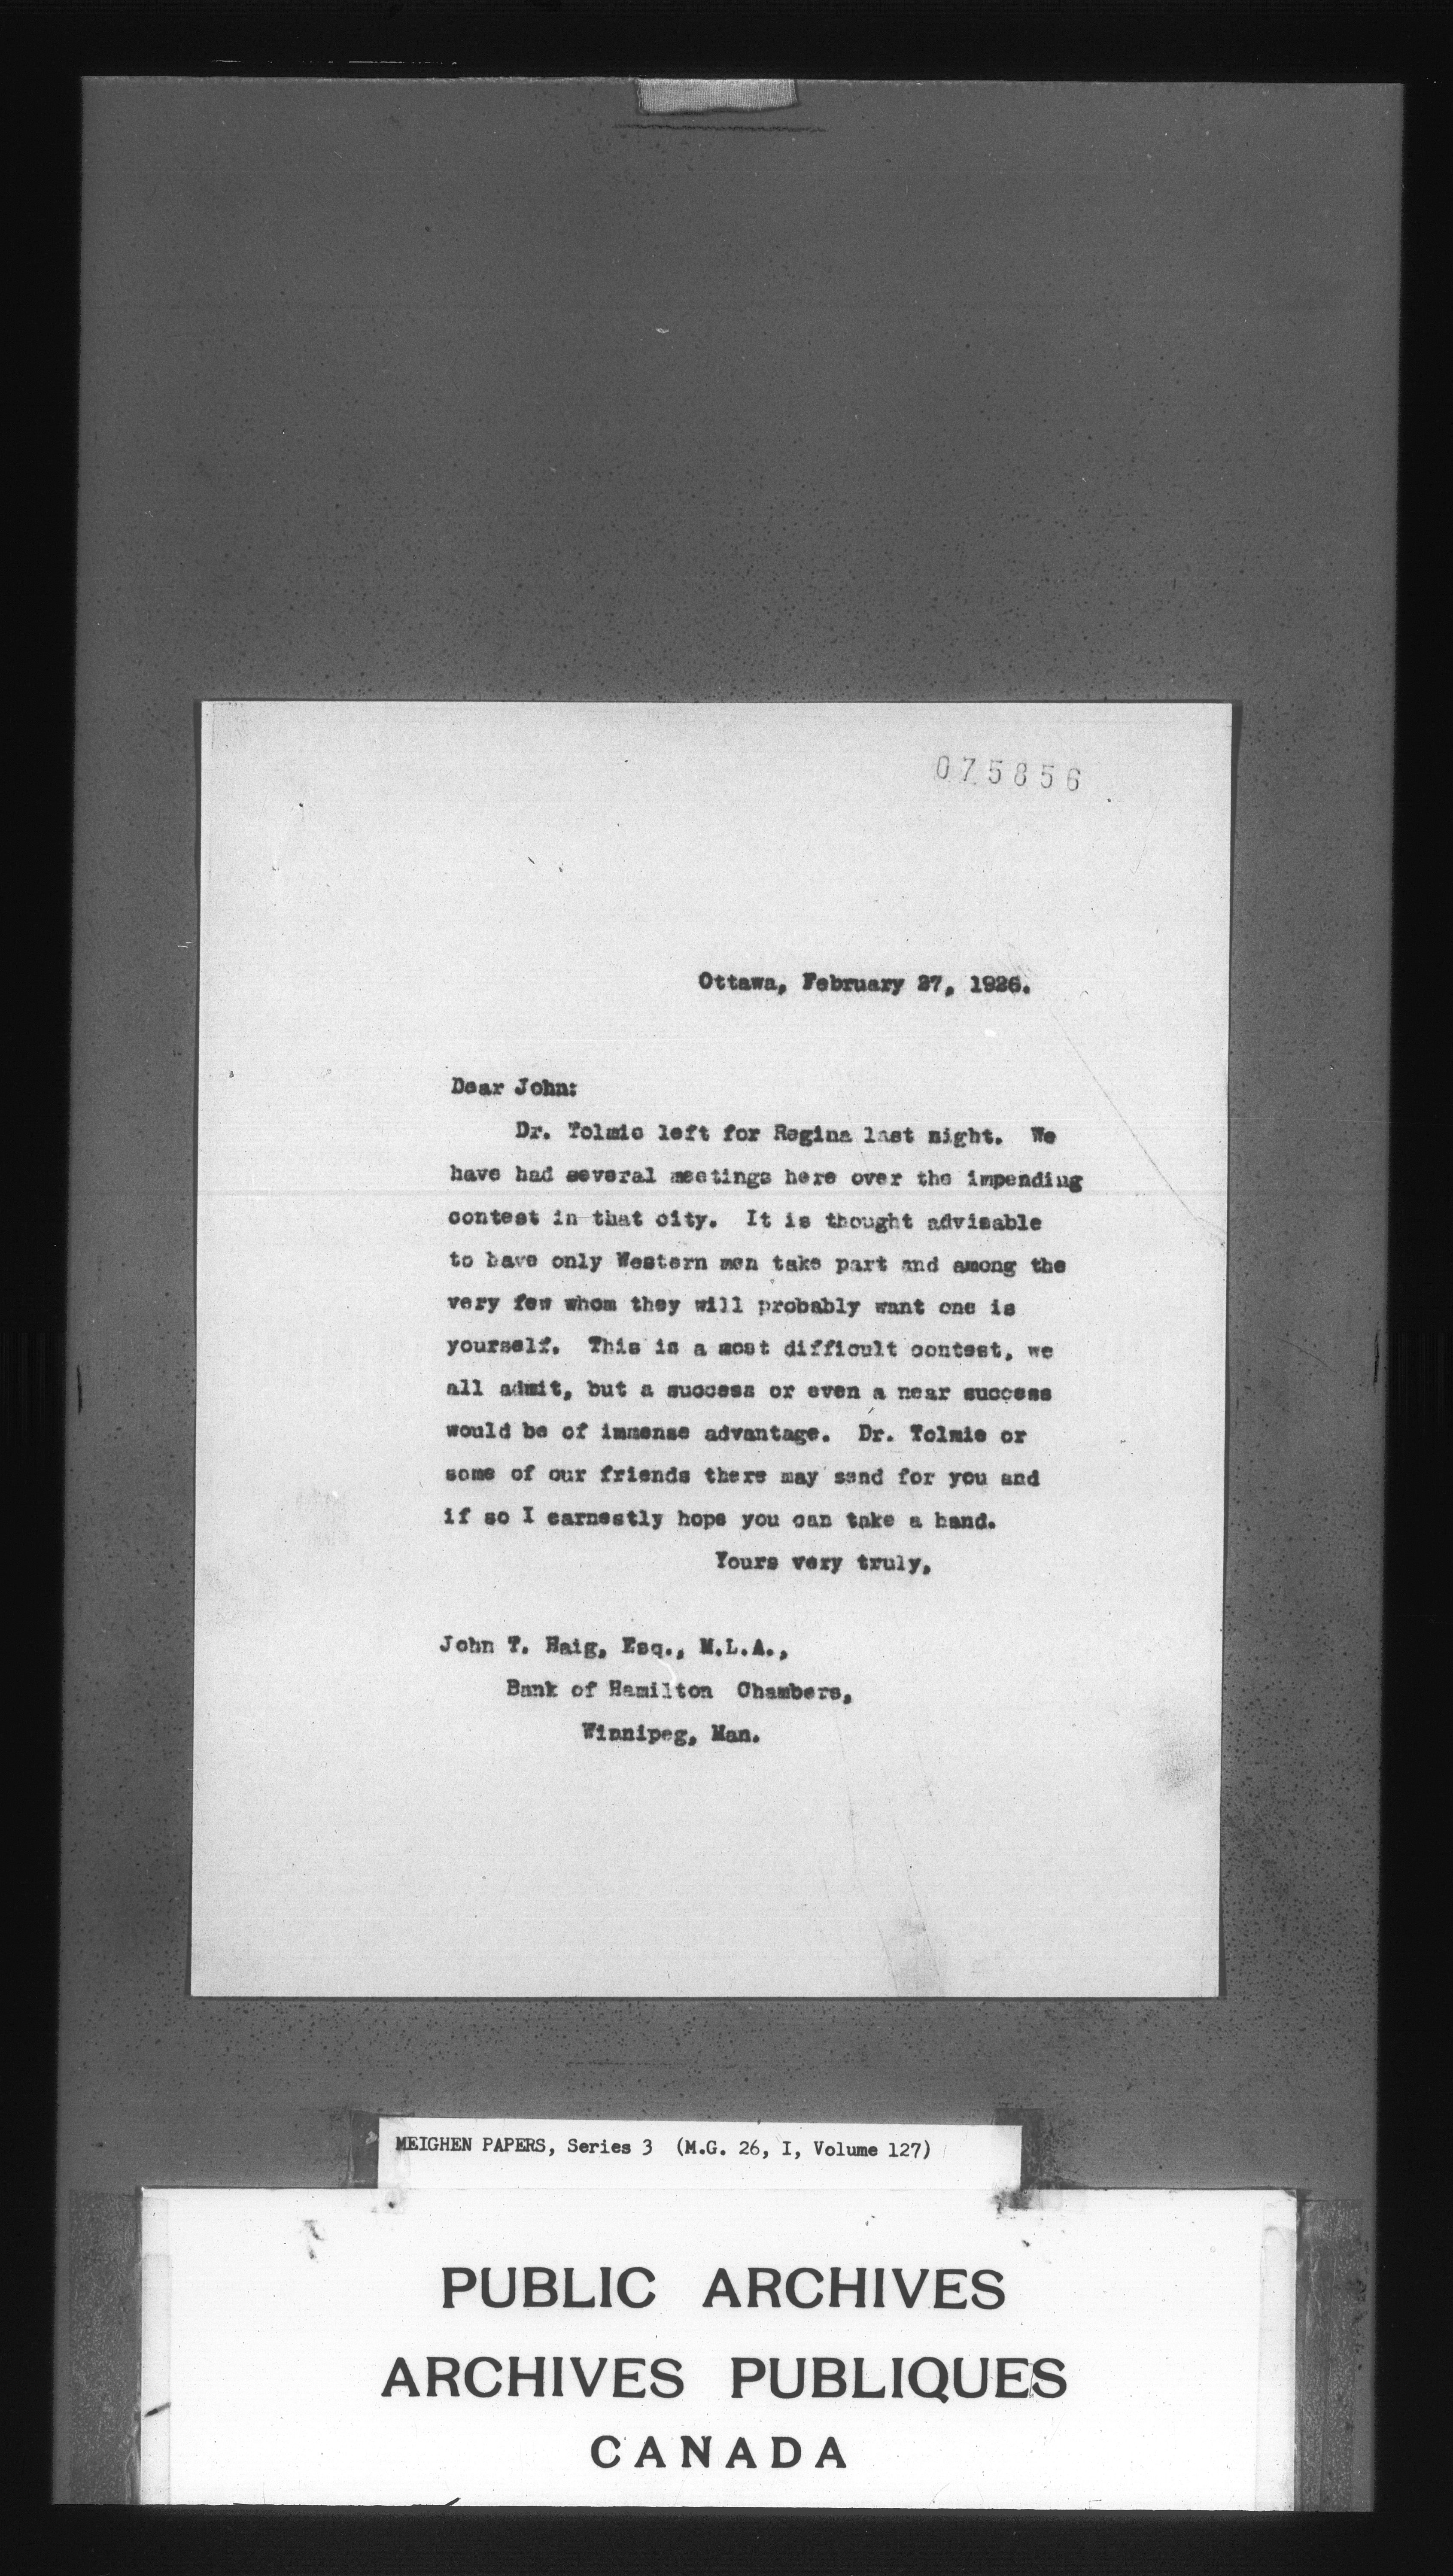 075856
Ottawa, February 27, 1926.
Dear John:
Dr. Tolmie left for Regina last night. We
have had several meetings here over the impending
contest in that city. It is thought advisable
to have only Western men take part and among the
very few whom they will probably want one is
yourself. This is a most difficult contest, we
all admit, but a success or even a near success
would be of immense advantage. Dr. Tolmie or
some of our friends there may send for you and
if so I earnestly hope you can take a hand.
Yours very truly,
John T. Haig, Esq., M.L.A.,
Bank of Hamilton Chambers,
Winnipeg, Man.
MEIGHEN PAPERS, Series 3 (M.G. 26, I, Volume 127)
PUBLIC ARCHIVES
ARCHIVES PUBLIQUES
CANADA